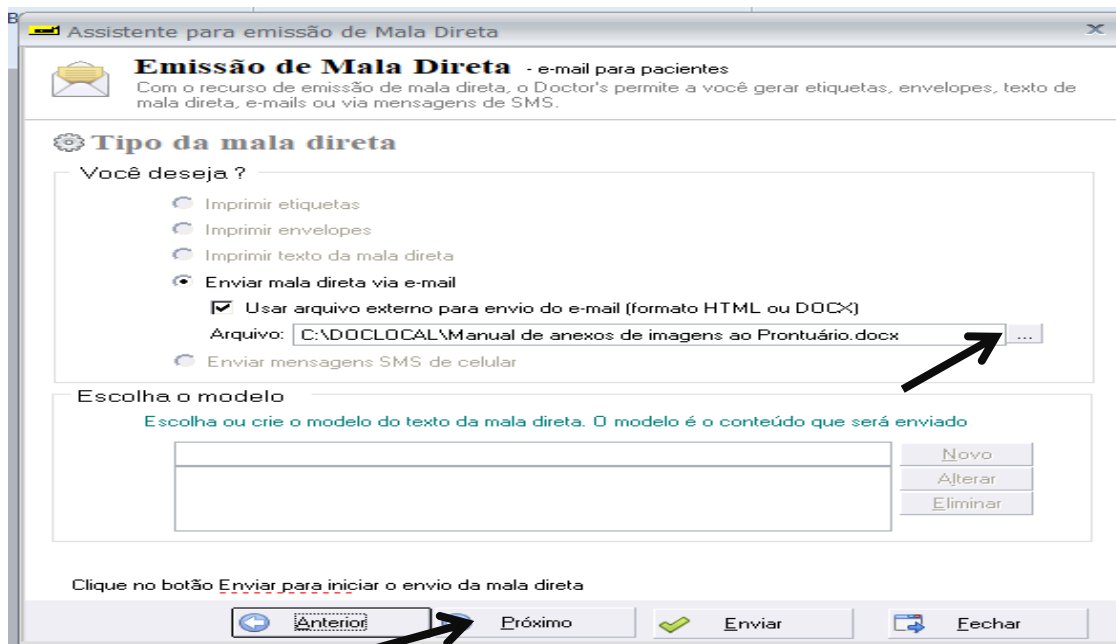 Assistente para emissão de Mala Direta
Emissão de Mala Direta - e-mail para pacientes
Com o recurso de emissão de mala direta, o Doctor's permite a você gerar etiquetas, envelopes, texto de
mala direta, e-mails ou via mensagens de SMS.
Tipo da mala direta
Você deseja ?
Imprimir etiquetas
Imprimir envelopes
Imprimir texto da mala direta
Enviar mala direta via e-mail
Usar arquivo externo para envio do e-mail (formato HTML ou DOCX)
Arquivo: C:\DOCLOCAL\Manual de anexos de imagens ao Prontuário.docx ...
Enviar mensagens SMS de celular
Escolha o modelo
Escolha ou crie o modelo do texto da mala direta. O modelo é o conteúdo que será enviado
Novo
Alterar
Eliminar
Clique no botão Enviar para iniciar o envio da mala direta
Anterior Próximo Enviar Fechar